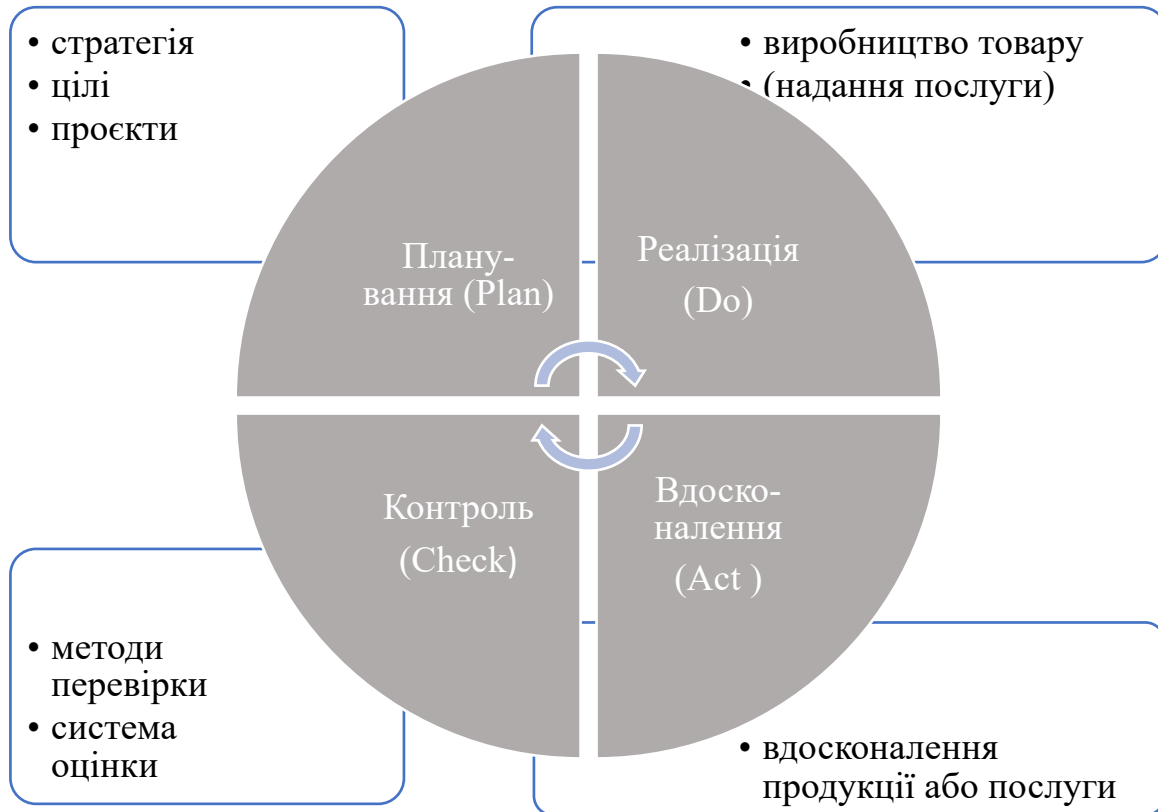 • стратегія
• цілі
• проєкти
• виробництво товару
• (надання послуги)
Плану-
вання (Plan)
Реалізація
(Do)
Контроль
(Check)
Вдоско-
налення
(Act )
• методи
перевірки
• система
оцінки
• вдосконалення
продукції або послуги